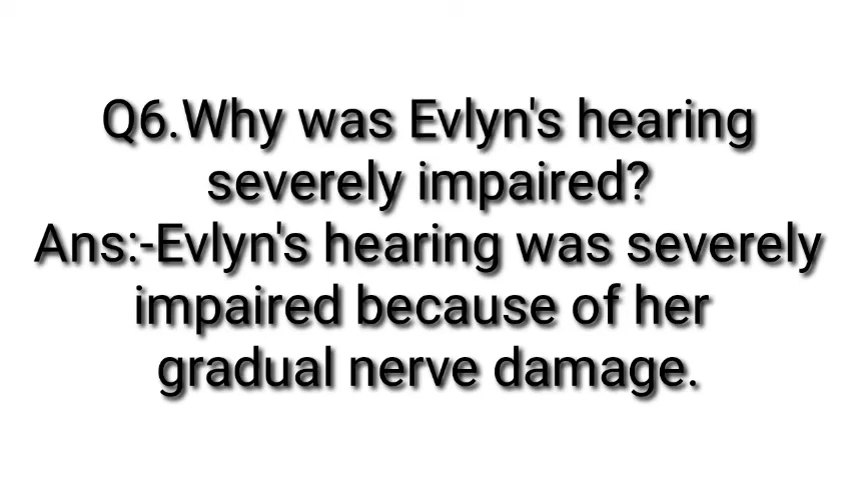 Q6.Why was Evlyn's hearing
severely impaired?
Ans:-Evlyn's hearing was severely
impaired because of her
gradual nerve damage.